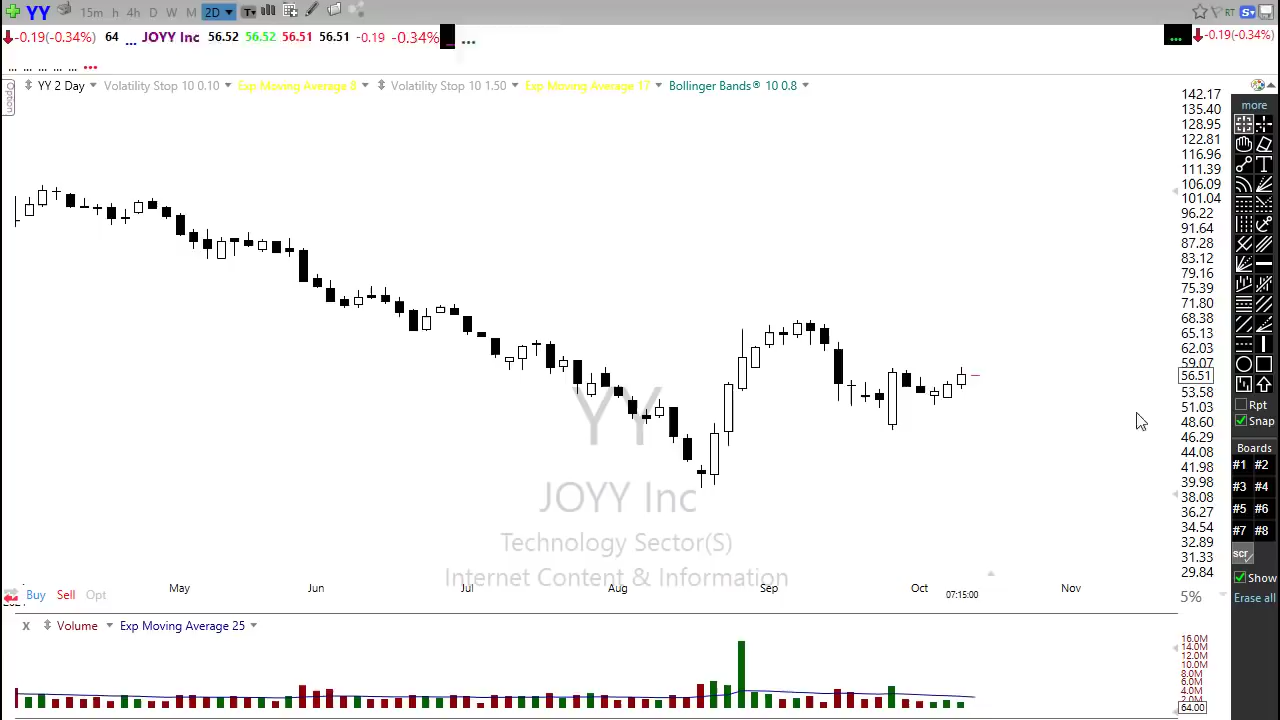 YY 15m h 4h D W M 2D T RT S
-0.19(-0.34%) 64 ... JOYY Inc 56.52 56.52 56.51 56.51 -0.19 -0.34% ... ... -0.19(-0.34%)
... ... ... ... ... ...
Option YY 2 Day Volatility Stop 10 0.10 Exp Moving Average 8 Volatility Stop 10 1.50 Exp Moving Average 17 Bollinger Bands® 10 0.8
142.17
135.40
128.95
122.81
116.96
111.39
106.09
101.04
96.22
91.64
87.28
83.12
79.16
75.39
71.80
68.38
65.13
62.03
59.07
56.51
53.58
51.03
48.60
46.29
44.08
41.98
39.98
38.08
36.27
34.54
32.89
31.33
29.84
more
Rpt
Snap
Boards
#1 #2
#3 #4
#5 #6
#7 #8
scr
Show
Erase all
YY
JOYY Inc
Technology Sector(S)
Internet Content & Information
May Jun Jul Aug Sep Oct Nov
07:15:00
Buy Sell Opt 5%
x Volume Exp Moving Average 25
16.0M
14.0M
12.0M
10.0M
8.0M
6.0M
4.0M
2.0M
64.00